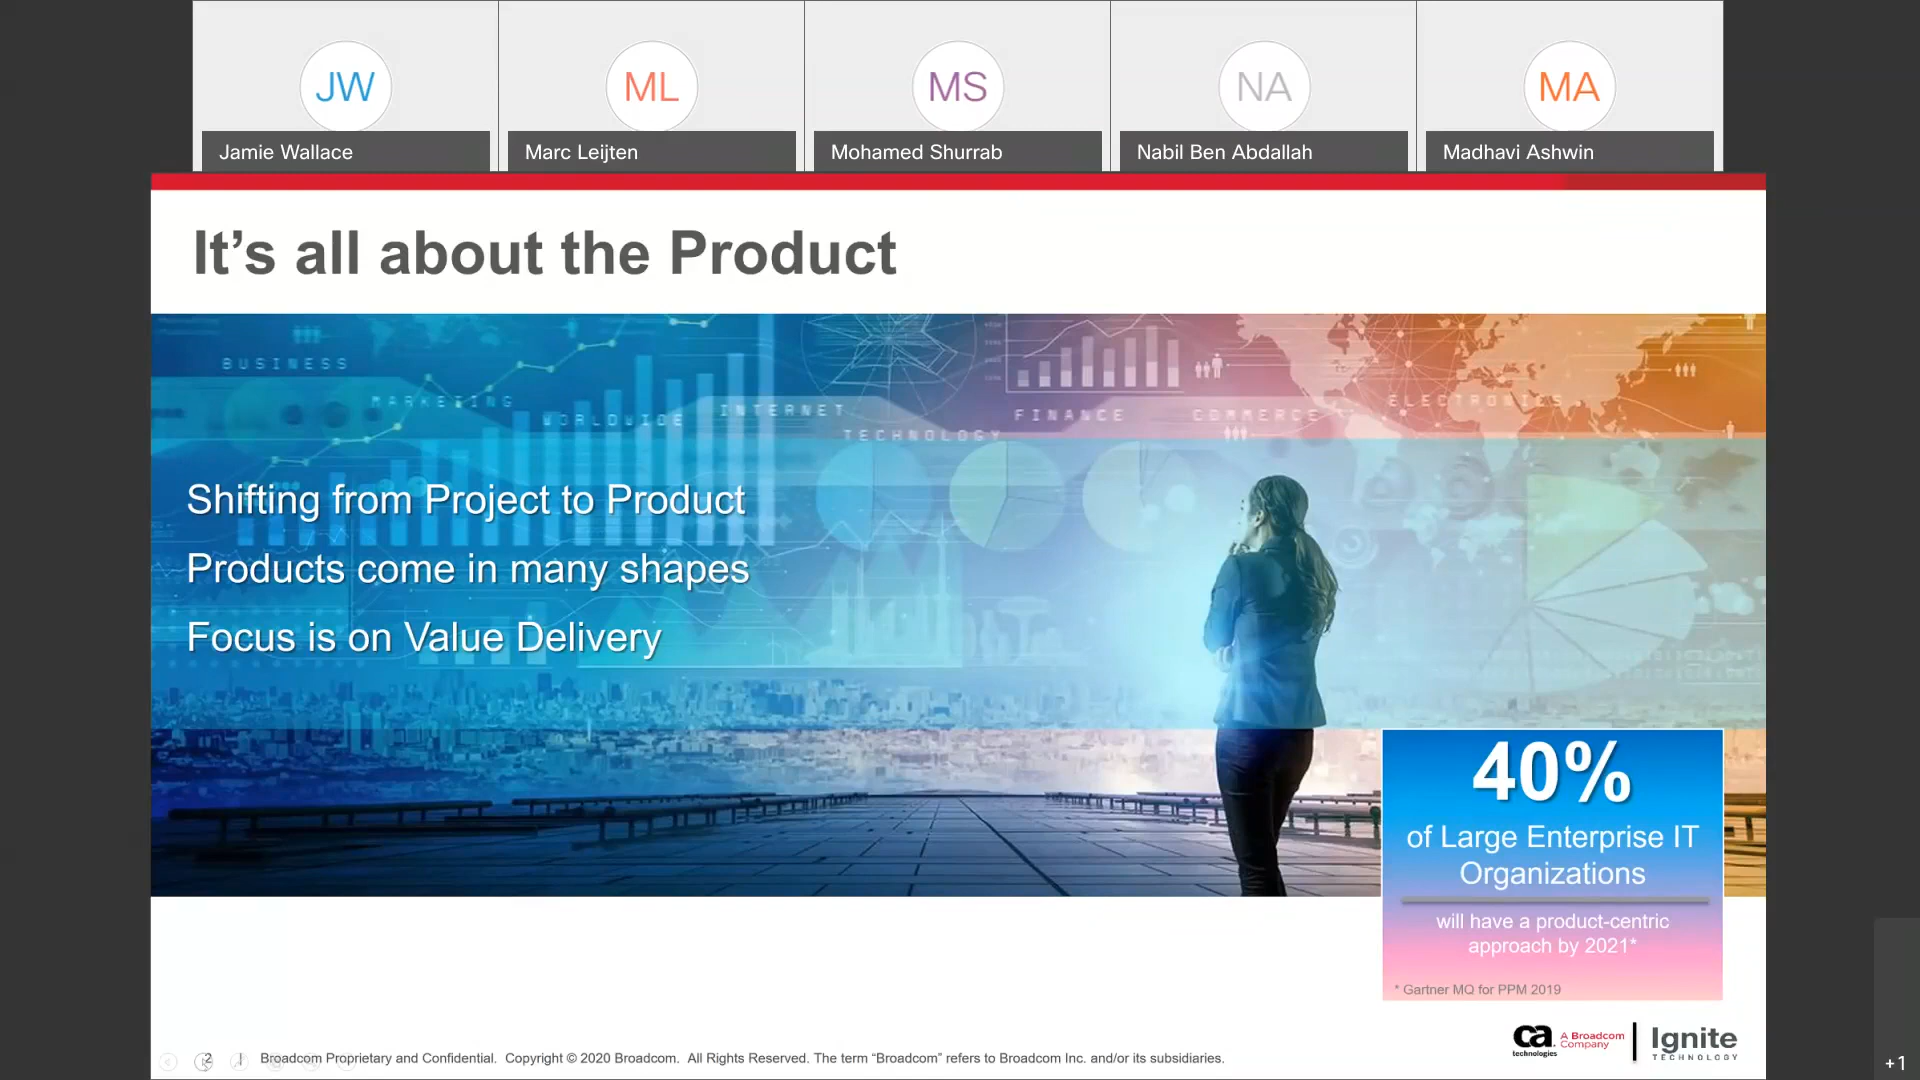 JW
ML
MS
NA
MA
Jamie Wallace
Marc Leijten
Mohamed Shurrab
Nabil Ben Abdallah
Madhavi Ashwin
It’s all about the Product
BUSINESS
MARKETING
WORLDWIDE
INTERNET
TECHNOLOGY
FINANCE
COMMERCE
ELECTRONICS
Shifting from Project to Product
Products come in many shapes
Focus is on Value Delivery
40%
of Large Enterprise IT
Organizations
will have a product-centric
approach by 2021*
* Gartner MQ for PPM 2019
2
Broadcom Proprietary and Confidential. Copyright © 2020 Broadcom. All Rights Reserved. The term “Broadcom” refers to Broadcom Inc. and/or its subsidiaries.
ca.
technologies
A Broadcom
Company
Ignite
TECHNOLOGY
+1